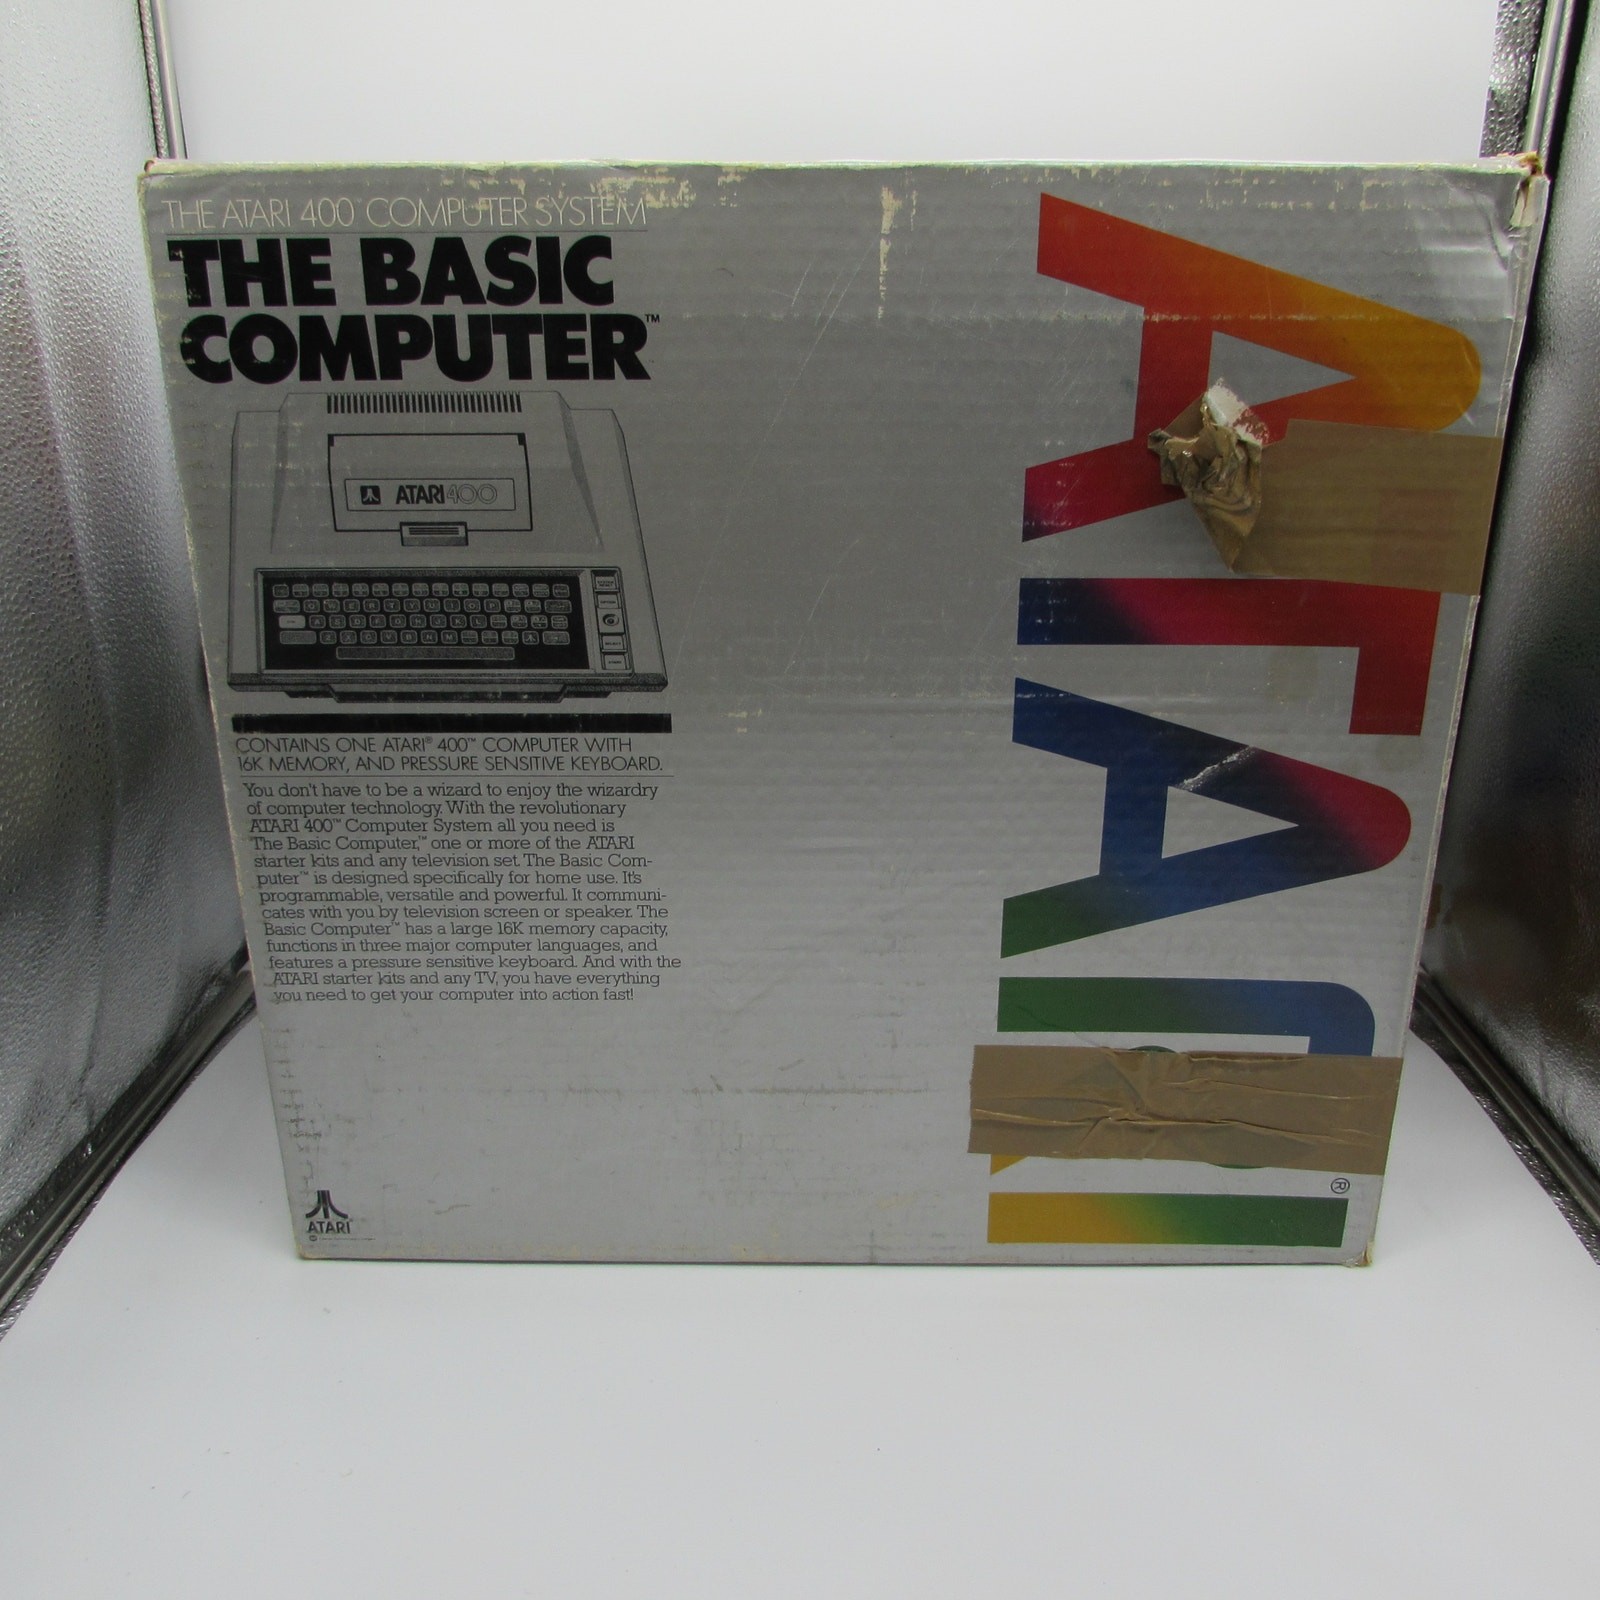 THE ATARI 400™ COMPUTER SYSTEM
THE BASIC
COMPUTER™
ATARI 400
CONTAINS ONE ATARI® 400™ COMPUTER WITH
16K MEMORY, AND PRESSURE SENSITIVE KEYBOARD.
You don't have to be a wizard to enjoy the wizardry
of computer technology. With the revolutionary
ATARI 400™ Computer System all you need is
The Basic Computer,™ one or more of the ATARI
starter kits and any television set. The Basic Com-
puter™ is designed specifically for home use. It's
programmable, versatile and powerful. It communi-
cates with you by television screen or speaker. The
Basic Computer™ has a large 16K memory capacity,
functions in three major computer languages, and
features a pressure sensitive keyboard. And with the
ATARI starter kits and any TV, you have everything
you need to get your computer into action fast!
ATARI
ATARI®